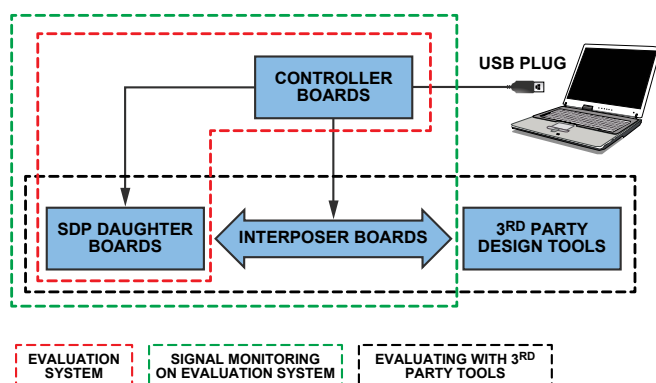 CONTROLLER
BOARDS
USB PLUG
SDP DAUGHTER
BOARDS
INTERPOSER BOARDS
3RD PARTY
DESIGN TOOLS
EVALUATION
SYSTEM
SIGNAL MONITORING
ON EVALUATION SYSTEM
EVALUATING WITH 3RD
PARTY TOOLS